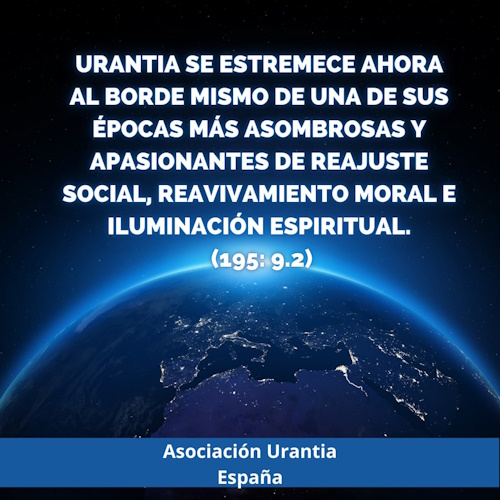 URANTIA SE ESTREMECE AHORA
AL BORDE MISMO DE UNA DE SUS
ÉPOCAS MÁS ASOMBROSAS Y
APASIONANTES DE REAJUSTE
SOCIAL, REAVIVAMIENTO MORAL E
ILUMINACIÓN ESPIRITUAL.
(195: 9.2)
Asociación Urantia
España